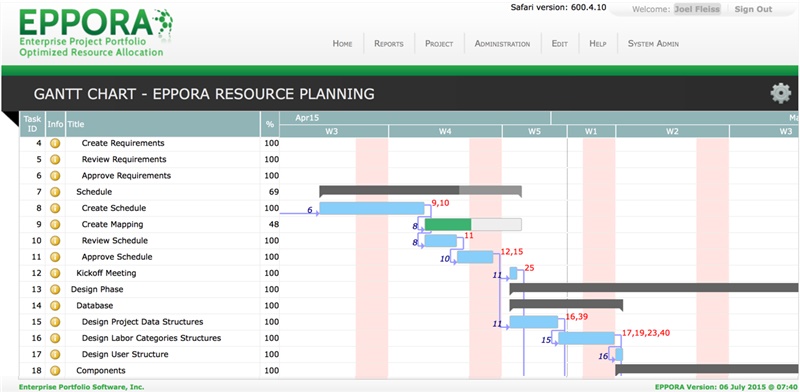 Safari version: 600.4.10
Welcome: Joel Fleiss Sign Out
EPPORA
Enterprise Project Portfolio
Optimized Resource Allocation
HOME REPORTS PROJECT ADMINISTRATION EDIT HELP SYSTEM ADMIN
GANTT CHART - EPPORA RESOURCE PLANNING
Task ID Info Title % Apr15 Ma
W3 W4 W5 W1 W2 W3
4 Create Requirements 100
5 Review Requirements 100
6 Approve Requirements 100
7 Schedule 69
8 Create Schedule 100 6 9,10
9 Create Mapping 48 8
10 Review Schedule 100 8 11
11 Approve Schedule 100 10 12,15
12 Kickoff Meeting 100 11 25
13 Design Phase 100
14 Database 100
15 Design Project Data Structures 100 11 16,39
16 Design Labor Categories Structures 100 15 17,19,23,40
17 Design User Structure 100 16
18 Components 100
Enterprise Portfolio Software, Inc. EPPORA Version: 06 July 2015 @ 07:40